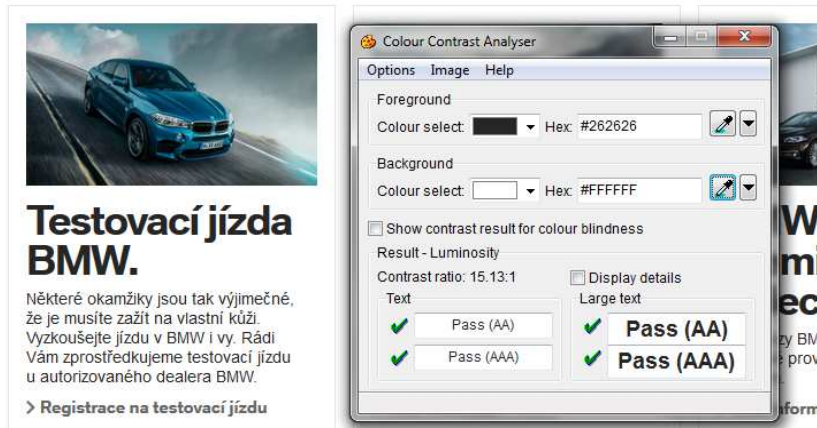 Testovací jízda
BMW.
Některé okamžiky jsou tak výjimečné,
že je musíte zažít na vlastní kůži.
Vyzkoušejte jízdu v BMW i vy. Rádi
Vám zprostředkujeme testovací jízdu
u autorizovaného dealera BMW.
Registrace na testovací jízdu
Colour Contrast Analyser
Options Image Help
Foreground
Colour select: Hex: #262626
Background
Colour select: Hex: #FFFFFF
Show contrast result for colour blindness
Result - Luminosity
Contrast ratio: 15.13:1 Display details
Text Large text
Pass (AA) Pass (AA)
Pass (AAA) Pass (AAA)